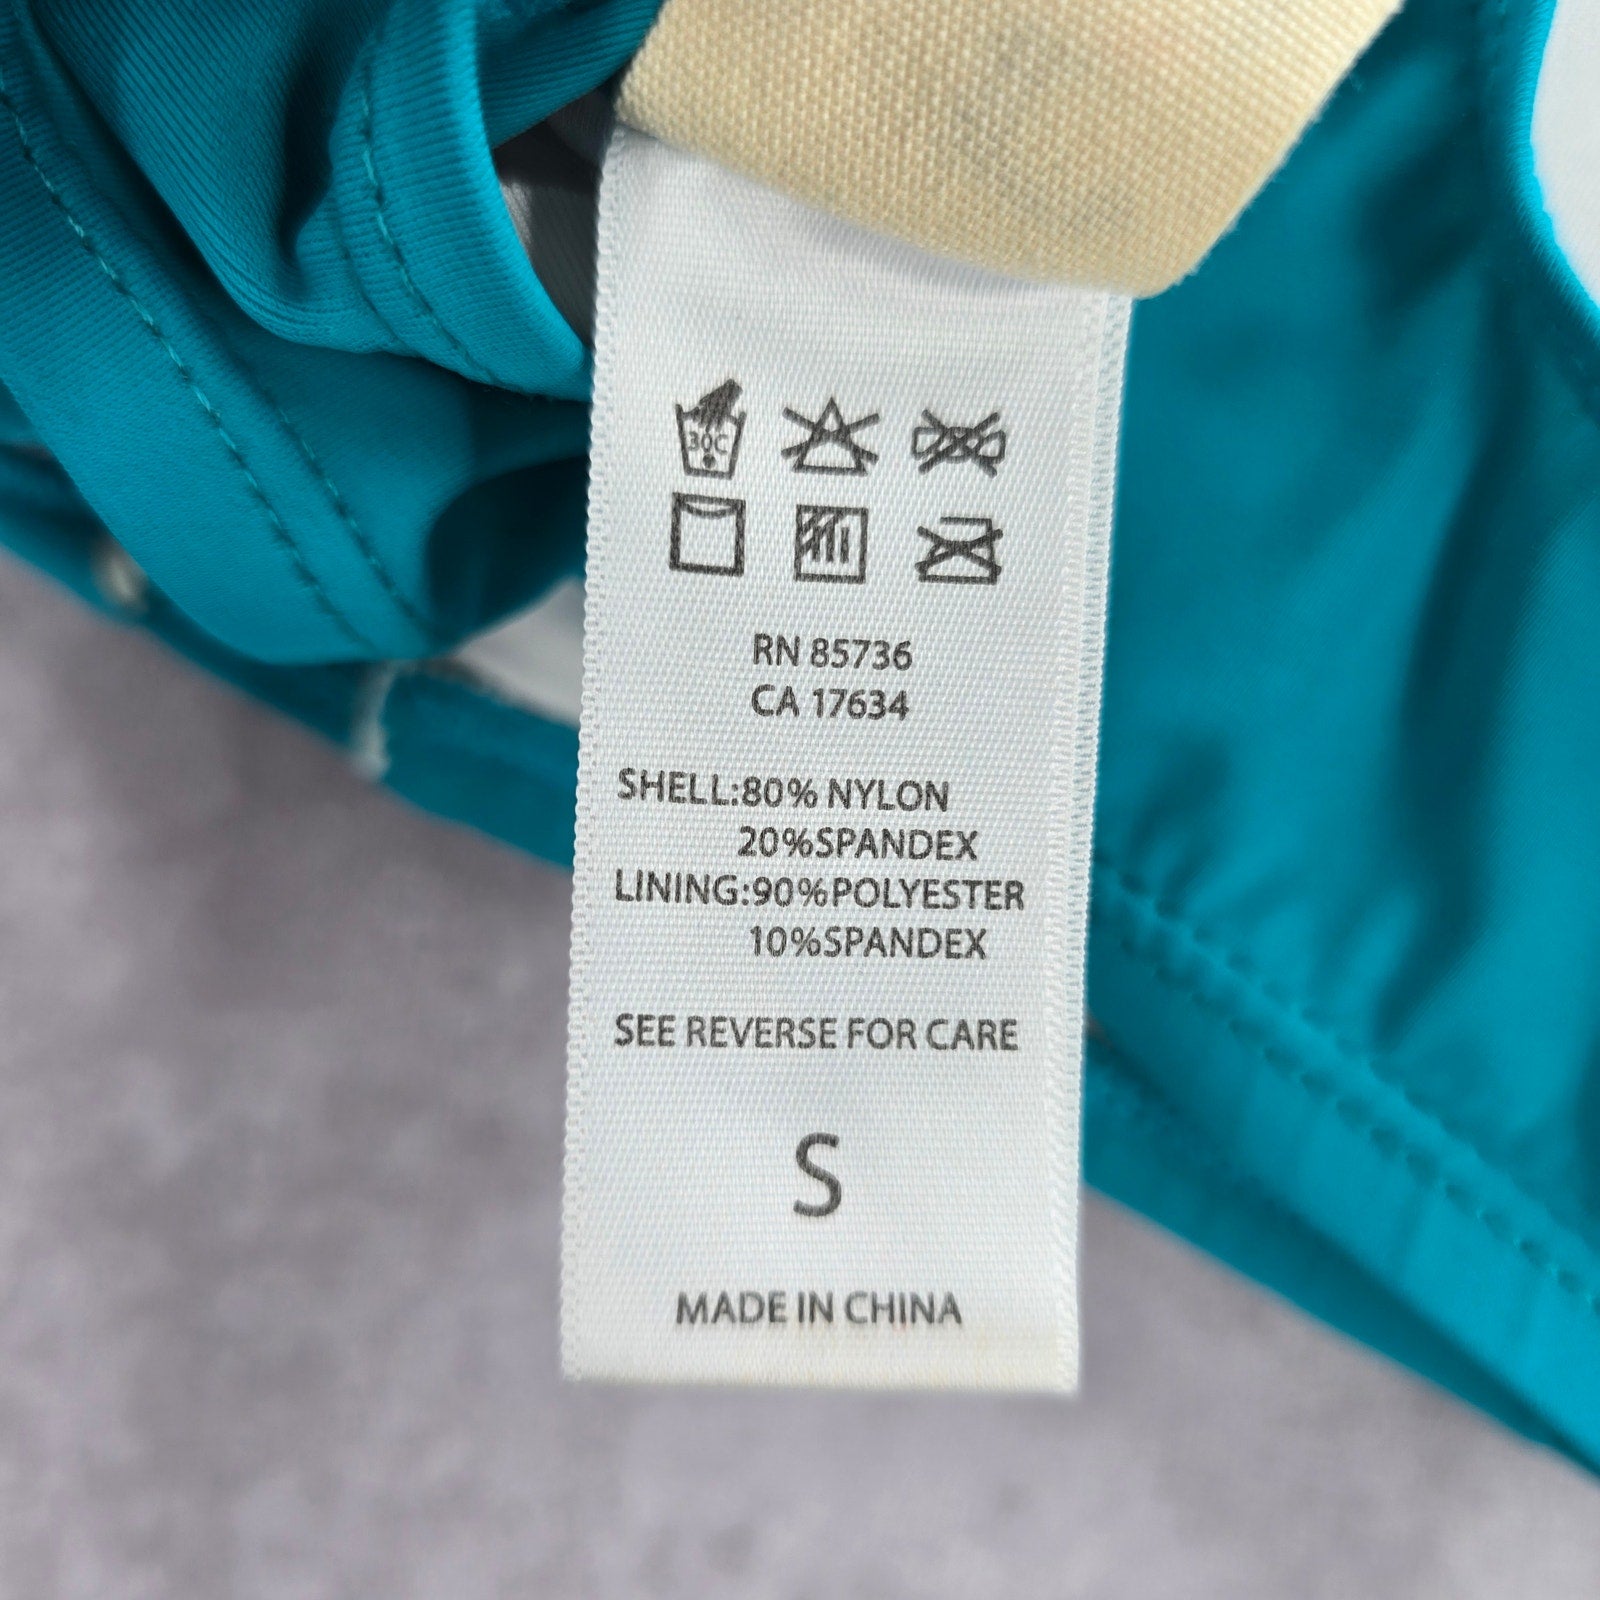 30C
RN 85736
CA 17634
SHELL:80% NYLON
20%SPANDEX
LINING:90%POLYESTER
10%SPANDEX
SEE REVERSE FOR CARE
S
MADE IN CHINA